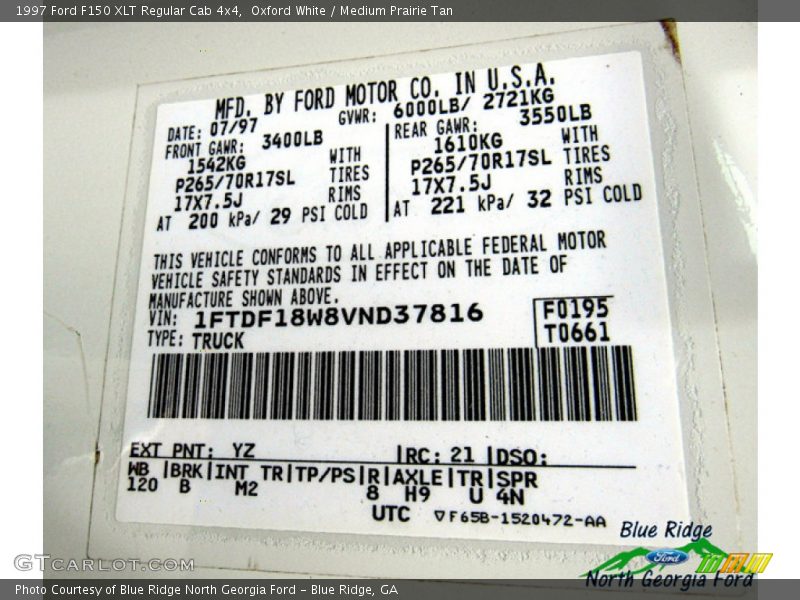 1997 Ford F150 XLT Regular Cab 4x4, Oxford White / Medium Prairie Tan
MFD. BY FORD MOTOR CO. IN U.S.A.
DATE: 07/97 GVWR: 6000LB/ 2721KG
FRONT GAWR: 3400LB REAR GAWR: 3550LB
1542KG WITH 1610KG WITH
P265/70R17SL TIRES P265/70R17SL TIRES
17X7.5J RIMS 17X7.5J RIMS
AT 200 kPa/ 29 PSI COLD AT 221 kPa/ 32 PSI COLD
THIS VEHICLE CONFORMS TO ALL APPLICABLE FEDERAL MOTOR
VEHICLE SAFETY STANDARDS IN EFFECT ON THE DATE OF
MANUFACTURE SHOWN ABOVE.
VIN: 1FTDF18W8VND37816 F0195
TYPE: TRUCK T0661
EXT PNT: YZ RC: 21 DSO:
WB BRK INT TR TP/PS R AXLE TR SPR
120 B M2 8 H9 U 4N
UTC ▽F65B-1520472-AA
Blue Ridge
Ford
North Georgia Ford
GTCARLOT.COM
Photo Courtesy of Blue Ridge North Georgia Ford – Blue Ridge, GA